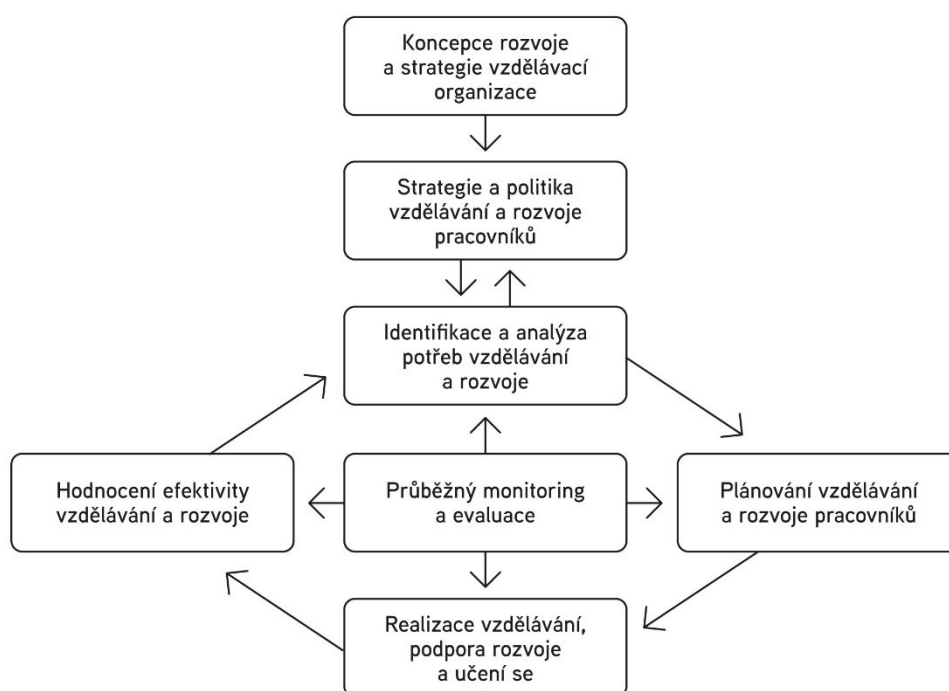 Koncepce rozvoje
a strategie vzdělávací
organizace
Strategie a politika
vzdělávání a rozvoje
pracovníků
Identifikace a analýza
potřeb vzdělávání
a rozvoje
Hodnocení efektivity
vzdělávání a rozvoje
Průběžný monitoring
a evaluace
Plánování vzdělávání
a rozvoje pracovníků
Realizace vzdělávání,
podpora rozvoje
a učení se